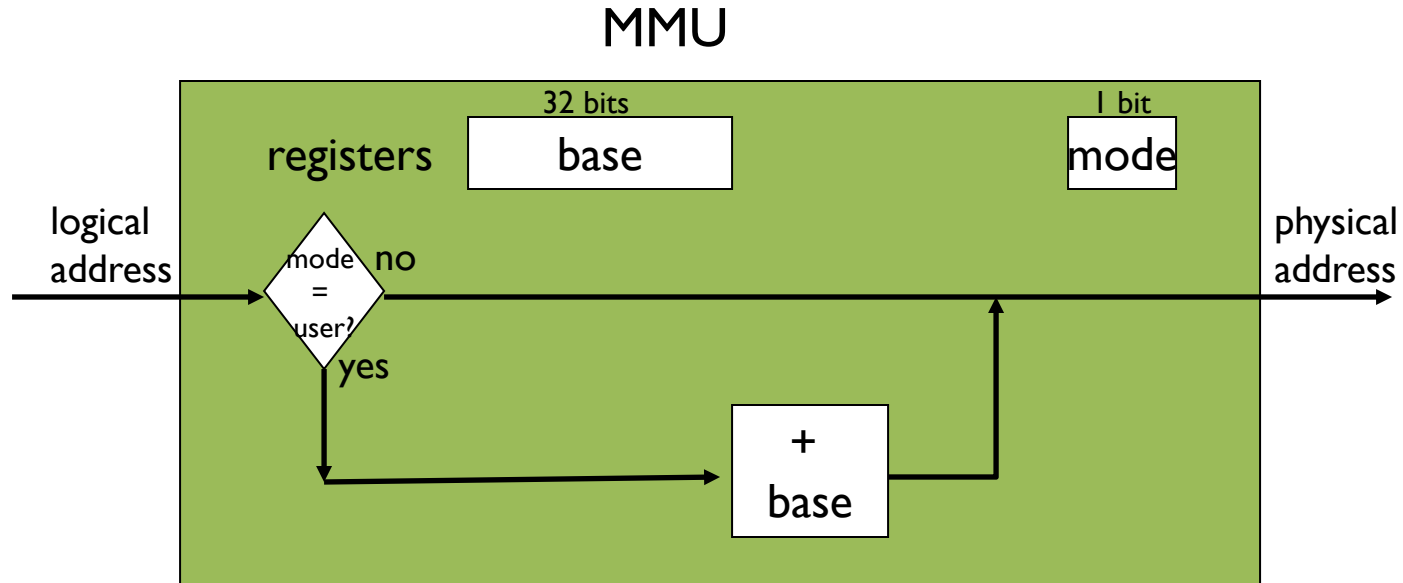 MMU
32 bits
1 bit
registers
base
mode
logical
address
mode
=
user?
no
yes
physical
address
+
base